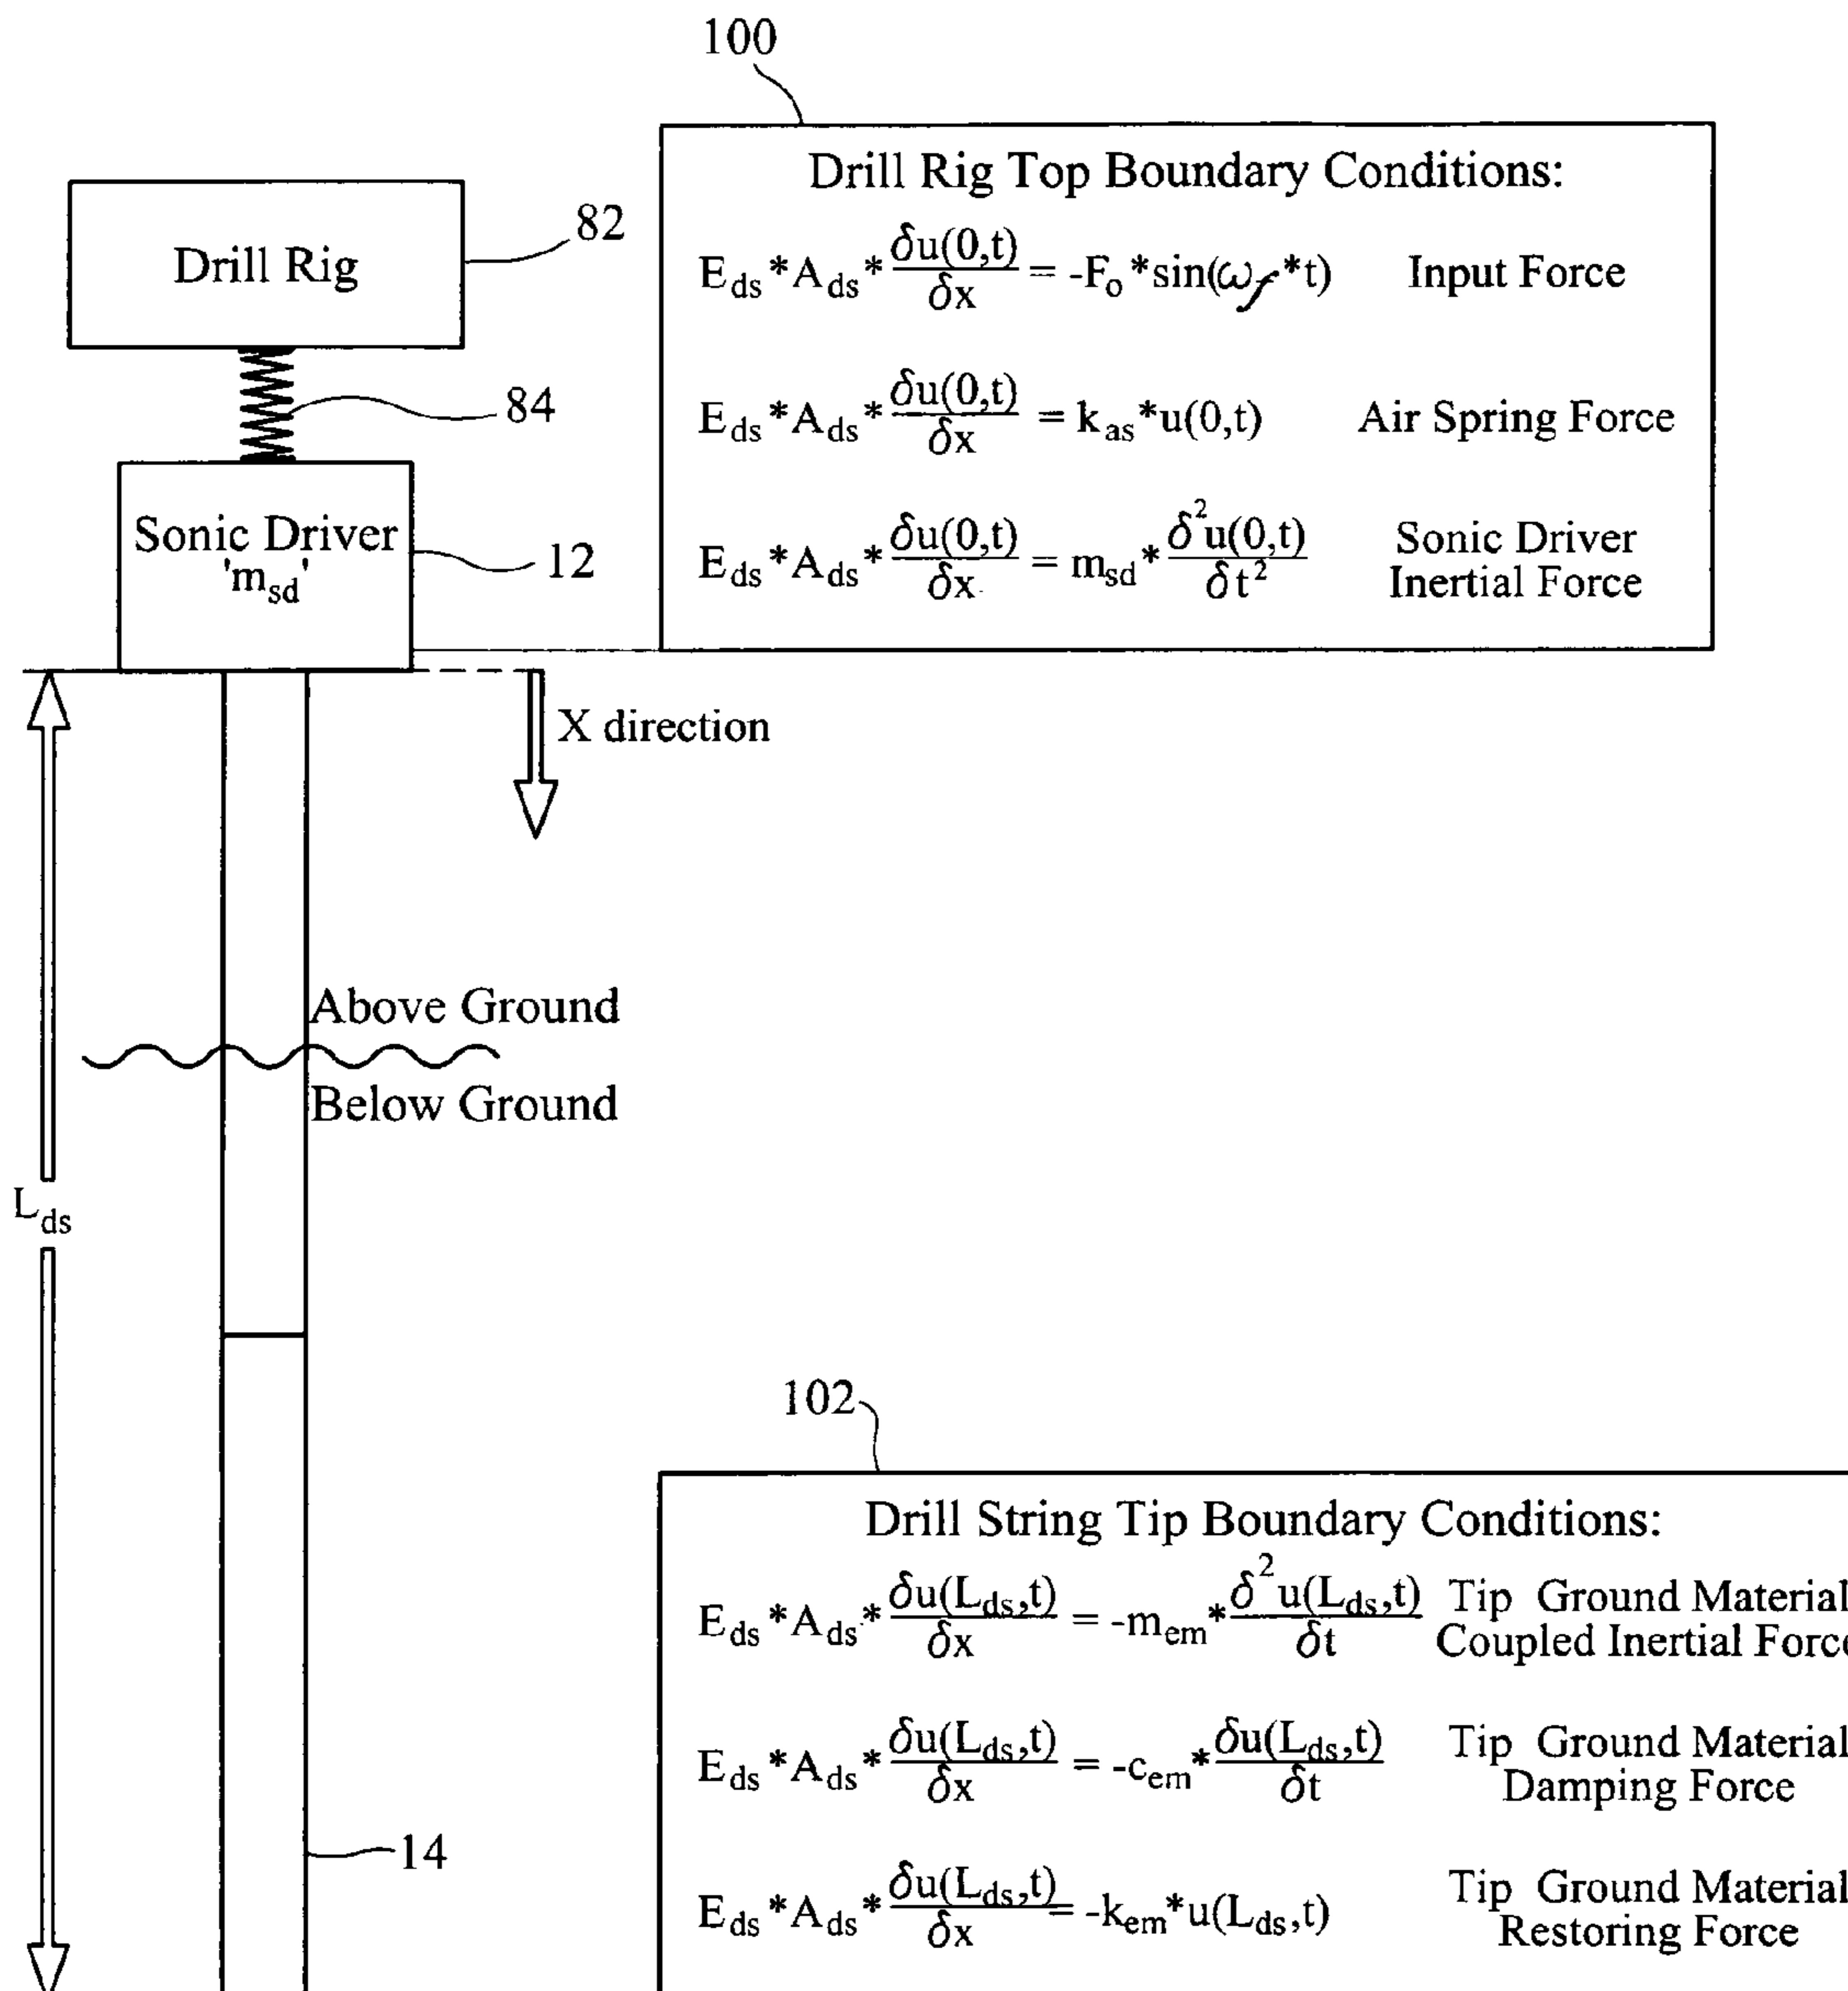 100
Drill Rig Top Boundary Conditions:
E_ds*A_ds*δu(0,t)/δx = -F_o*sin(ω_f*t) Input Force
E_ds*A_ds*δu(0,t)/δx = k_as*u(0,t) Air Spring Force
E_ds*A_ds*δu(0,t)/δx = m_sd*δ²u(0,t)/δt² Sonic Driver
Inertial Force
Drill Rig
82
84
Sonic Driver
'm_sd'
12
X direction
Above Ground
Below Ground
L_ds
14
102
Drill String Tip Boundary Conditions:
E_ds*A_ds*δu(L_ds,t)/δx = -m_em*δ²u(L_ds,t)/δt Tip Ground Material
Coupled Inertial Force
E_ds*A_ds*δu(L_ds,t)/δx = -c_em*δu(L_ds,t)/δt Tip Ground Material
Damping Force
E_ds*A_ds*δu(L_ds,t)/δx = -k_em*u(L_ds,t) Tip Ground Material
Restoring Force